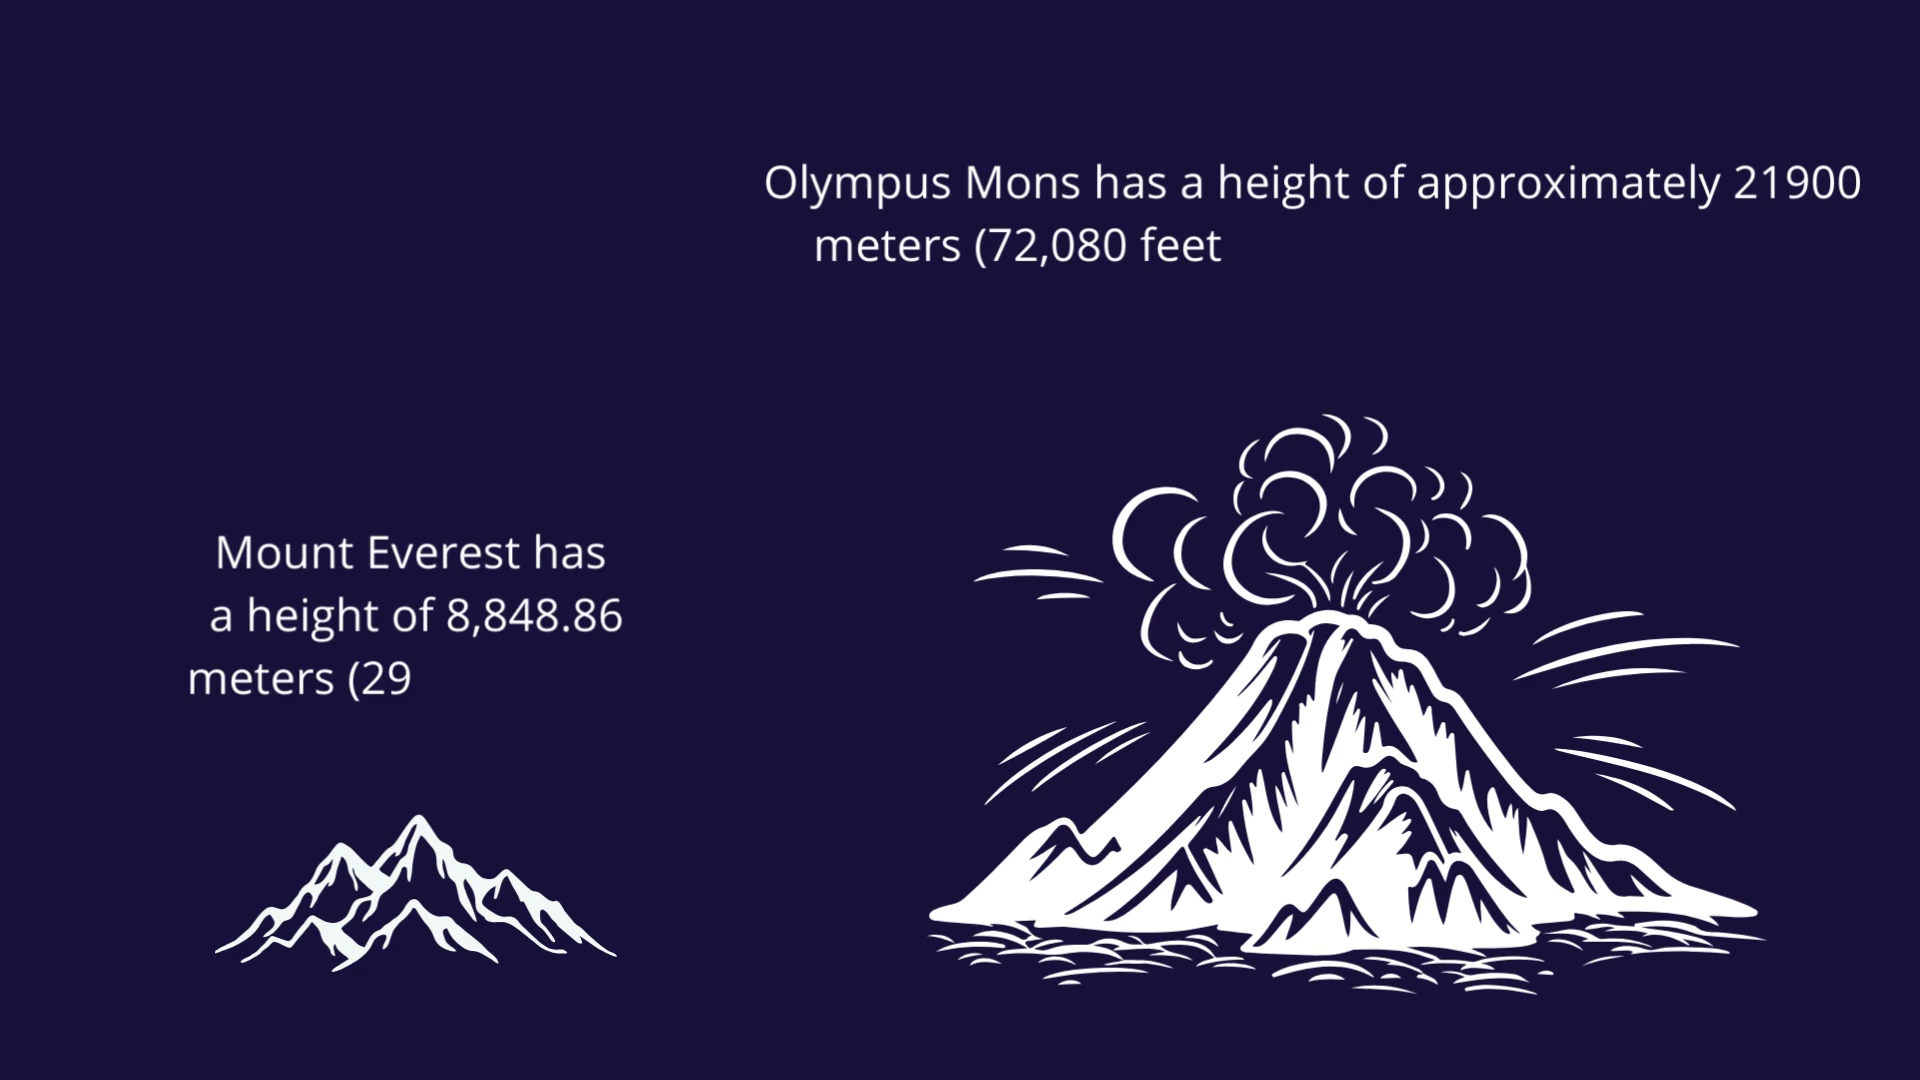 Olympus Mons has a height of approximately 21900
meters (72,080 feet
Mount Everest has
a height of 8,848.86
meters (29